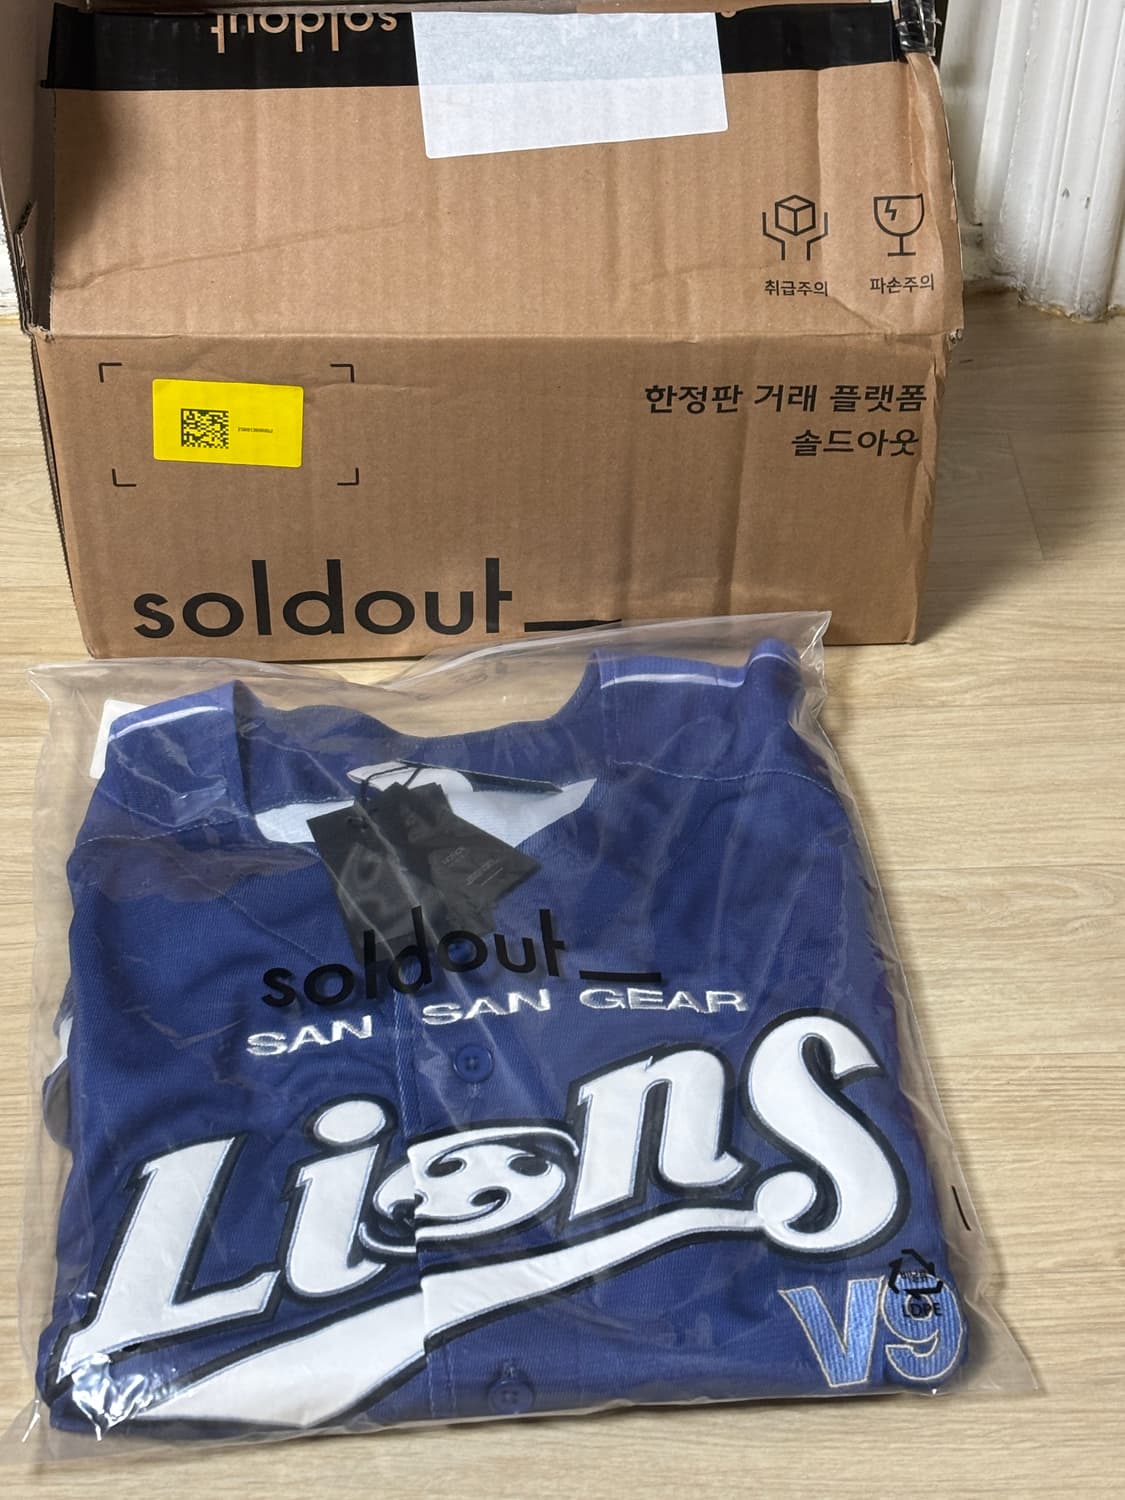 soldout
취급주의 파손주의
한정판 거래 플랫폼
솔드아웃
soldout_
soldout_
SAN SAN GEAR
Lions
V9
LDPE